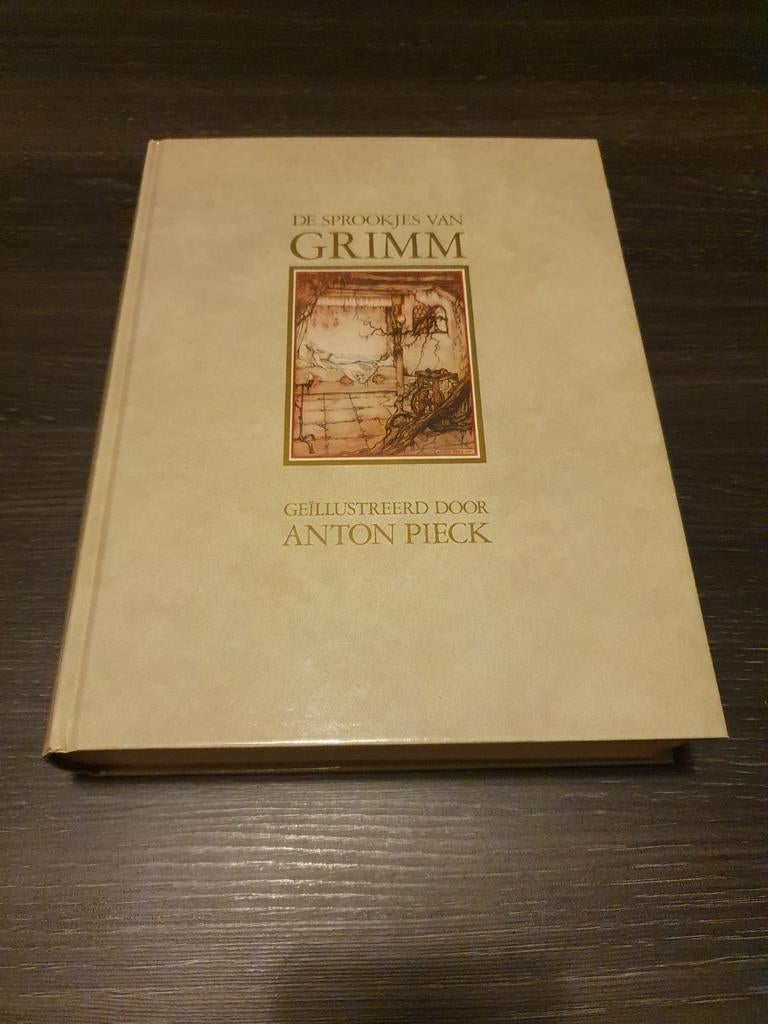 DE SPROOKJES VAN
GRIMM
GEÏLLUSTREERD DOOR
ANTON PIECK